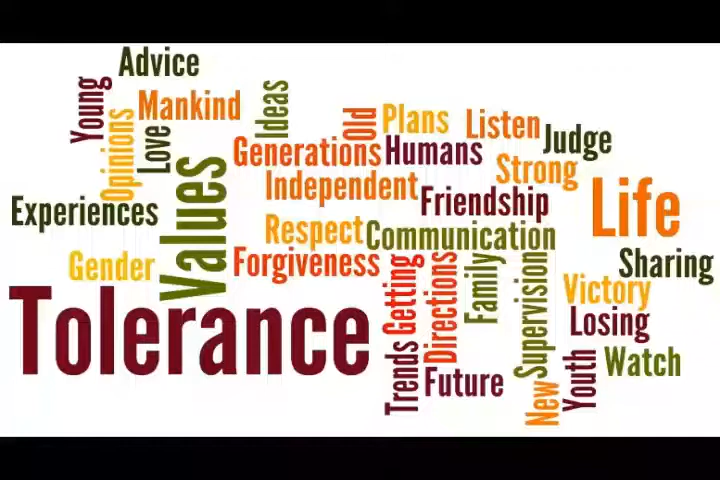 Advice
Young
Mankind
Opinions
Love
Ideas
Old
Plans
Listen
Judge
Generations
Humans
Strong
Independent
Friendship
Life
Experiences
Values
Respect
Communication
Gender
Forgiveness
Sharing
Tolerance
Getting
Directions
Family
Supervision
Victory
Losing
Trends
Future
New
Youth
Watch